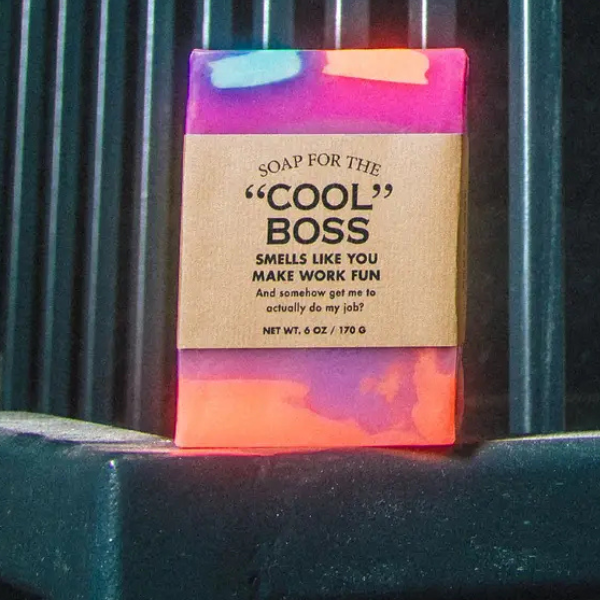 SOAP FOR THE
“COOL”
BOSS
SMELLS LIKE YOU
MAKE WORK FUN
And somehow get me to
actually do my job?
NET WT. 6 OZ / 170 G